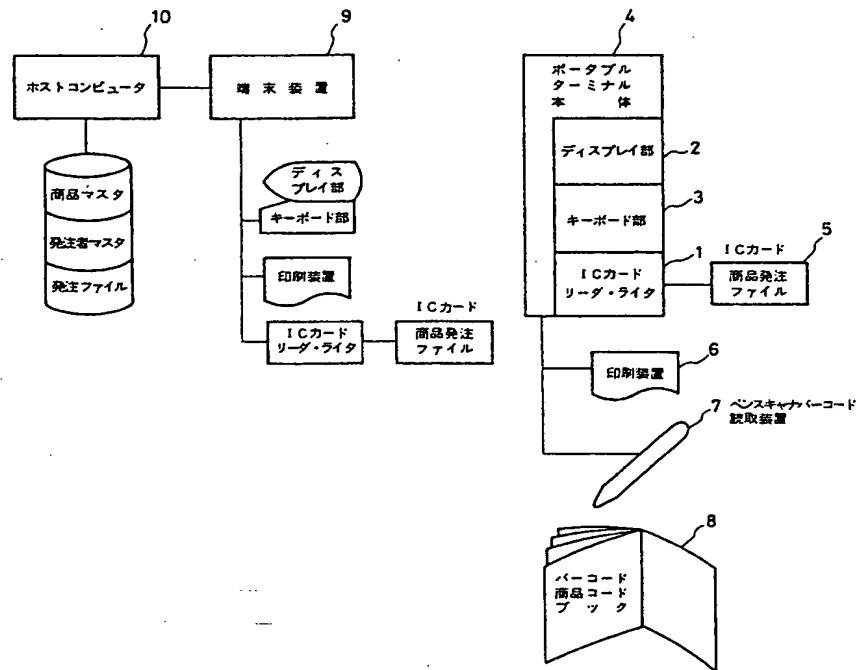 10
9
ホストコンピュータ
端末装置
商品マスタ
発注者マスタ
発注ファイル
ディス
プレイ部
キーボード部
印刷装置
ICカード
ICカード
リーダ・ライタ
商品発注
ファイル
4
ポータブル
ターミナル
本体
ディスプレイ部
2
キーボード部
3
ICカード
リーダ・ライタ
1
ICカード
5
商品発注
ファイル
印刷装置
6
7
ペンスキャナバーコード
読取装置
8
バーコード
商品コード
ブック